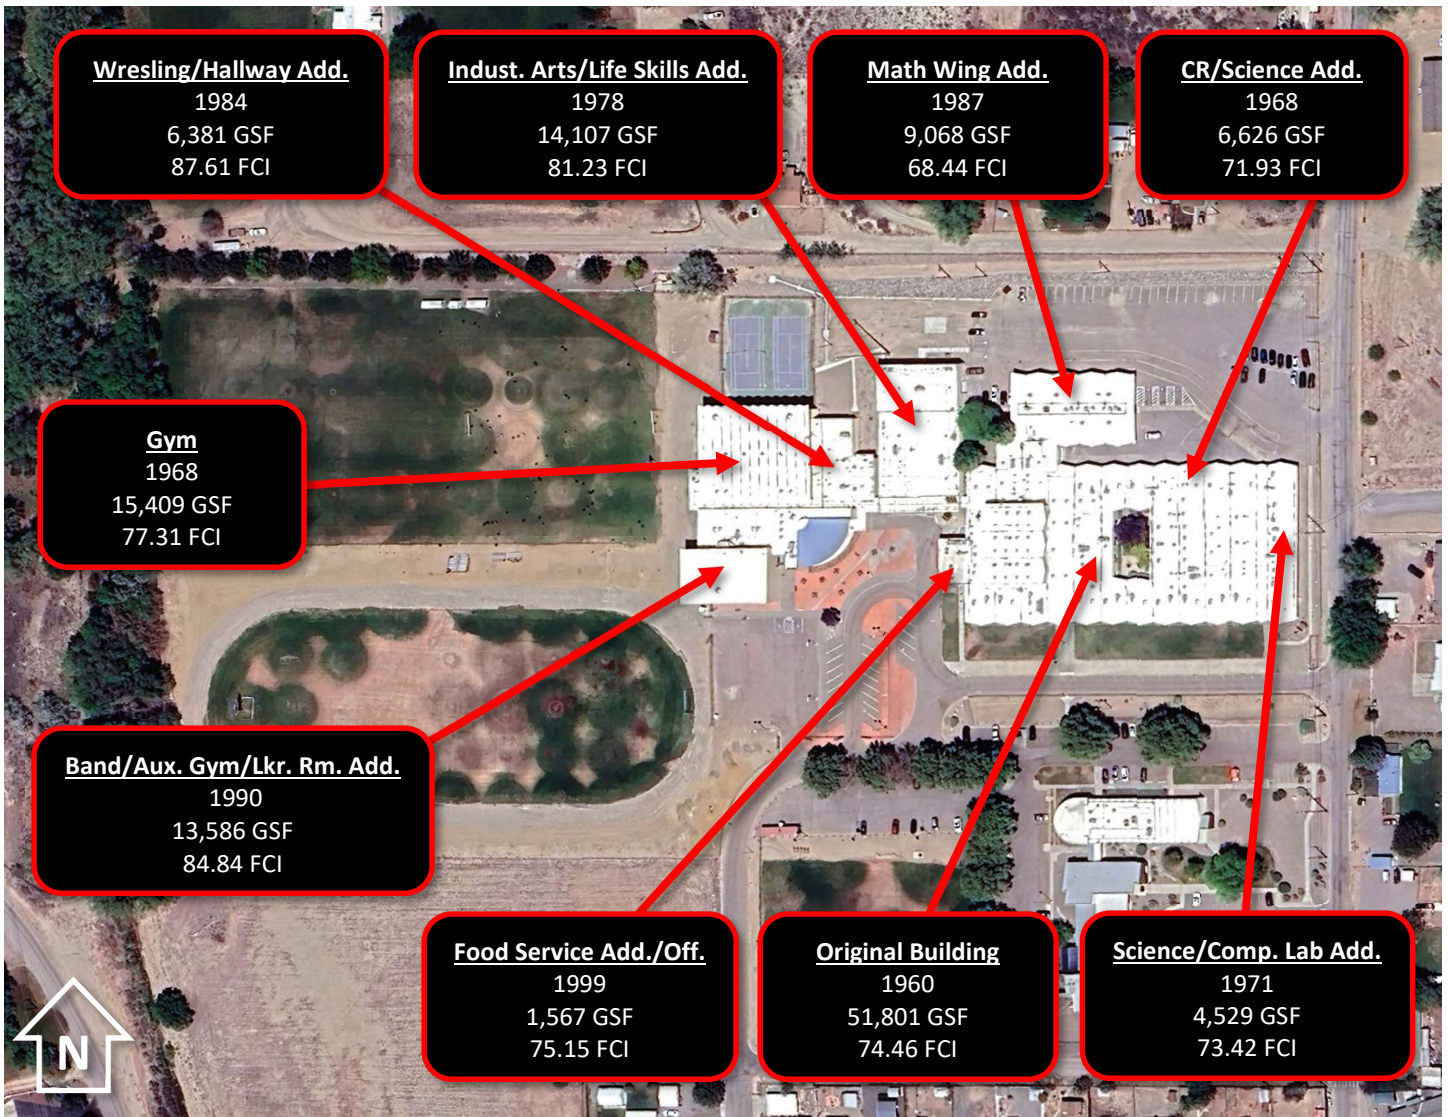 Wresling/Hallway Add.
1984
6,381 GSF
87.61 FCI
Indust. Arts/Life Skills Add.
1978
14,107 GSF
81.23 FCI
Math Wing Add.
1987
9,068 GSF
68.44 FCI
CR/Science Add.
1968
6,626 GSF
71.93 FCI
Gym
1968
15,409 GSF
77.31 FCI
Band/Aux. Gym/Lkr. Rm. Add.
1990
13,586 GSF
84.84 FCI
Food Service Add./Off.
1999
1,567 GSF
75.15 FCI
Original Building
1960
51,801 GSF
74.46 FCI
Science/Comp. Lab Add.
1971
4,529 GSF
73.42 FCI
N